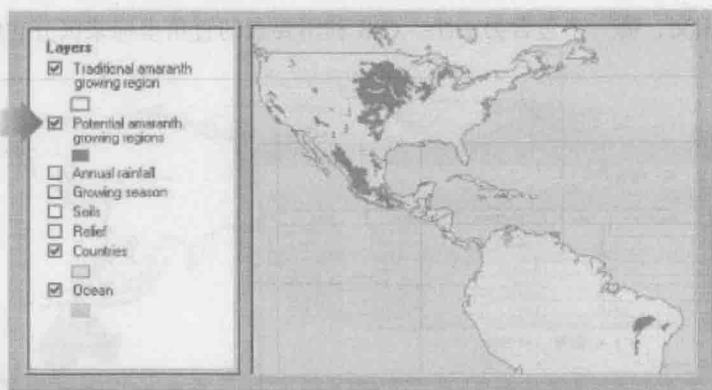 Layers
Traditional amaranth
growing region
Potential amaranth
growing regions
Annual rainfall
Growing season
Soils
Relief
Countries
Ocean